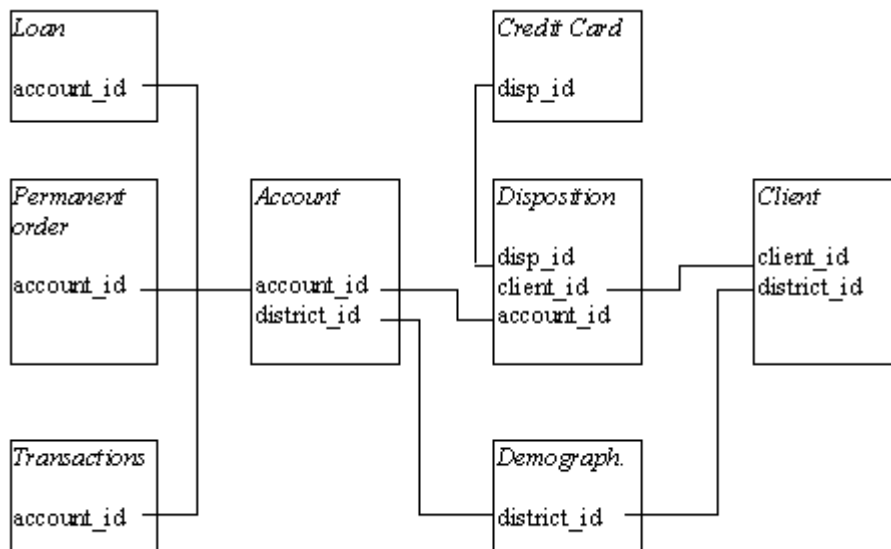 Loan
account_id
Credit Card
disp_id
Permanent
order
account_id
Account
account_id
district_id
Disposition
disp_id
client_id
account_id
Client
client_id
district_id
Transactions
account_id
Demograph.
district_id